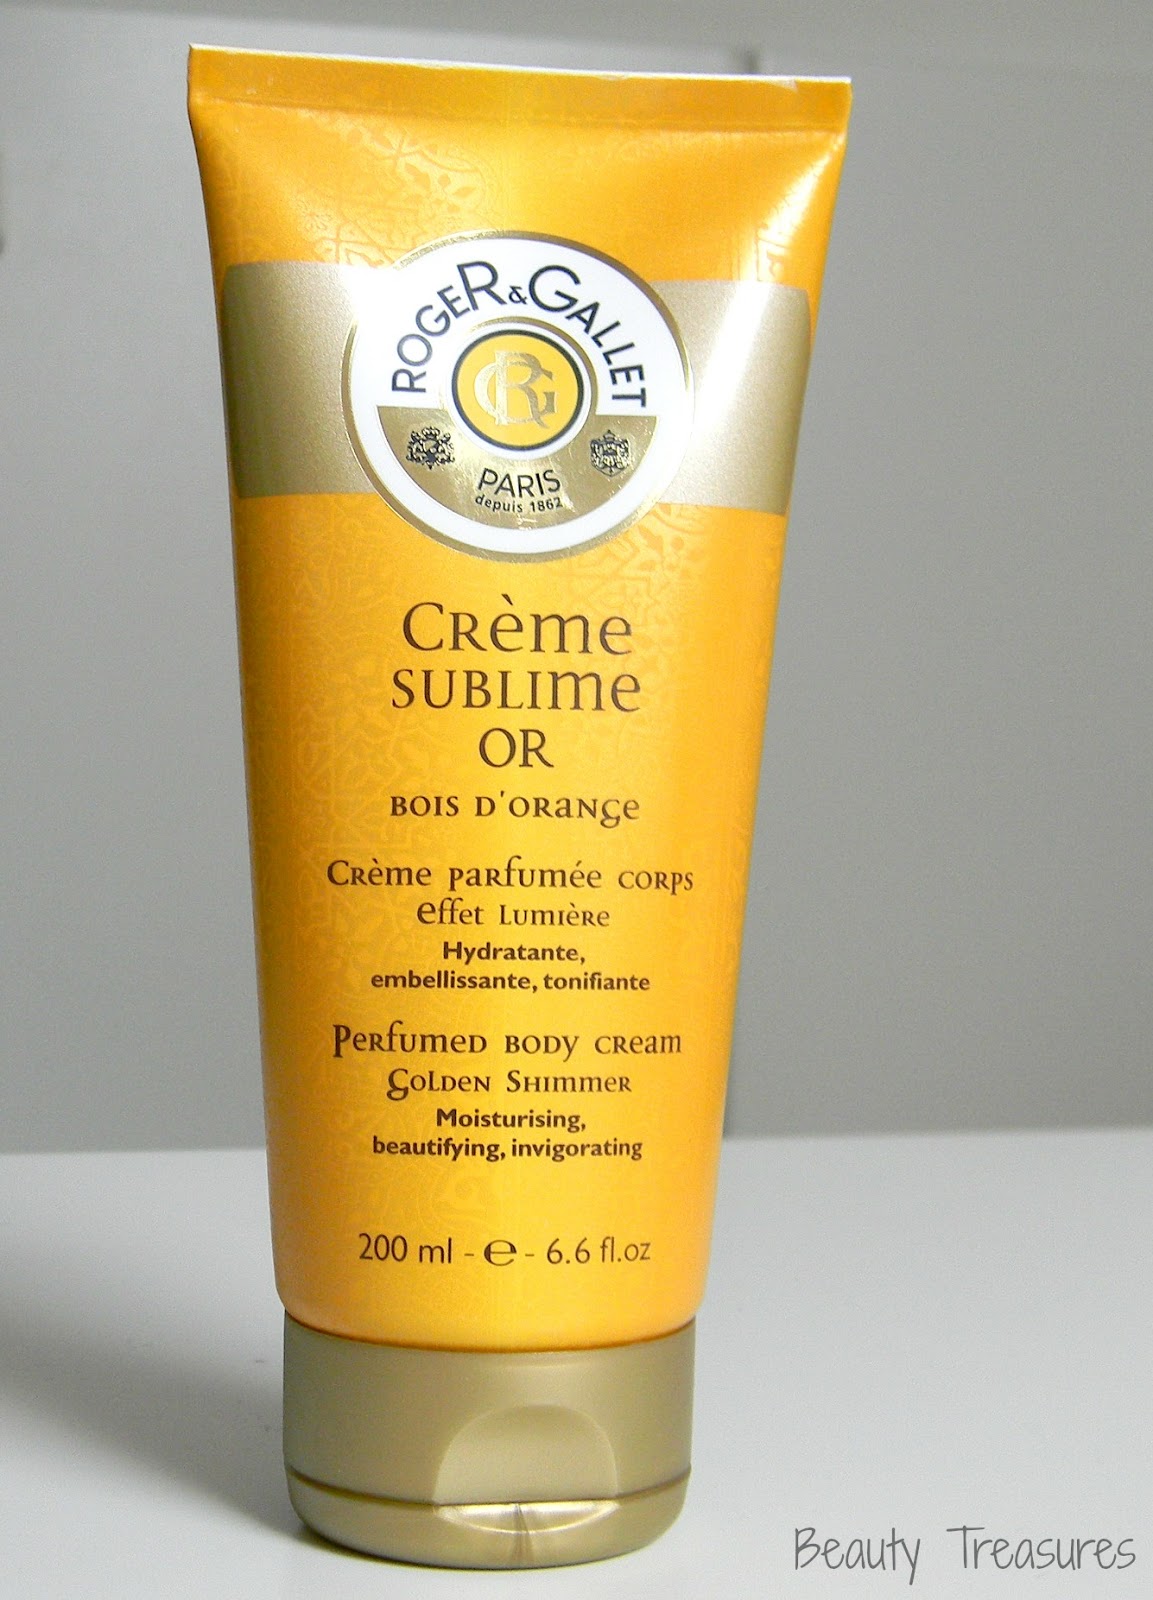 ROGER & GALLET
RG
PARIS
depuis 1862
Crème
SUBLIME
OR
BOIS D'ORANGE
Crème parfumée corps
effet Lumière
Hydratante,
embellissante, tonifiante
Perfumed body cream
Golden Shimmer
Moisturising,
beautifying, invigorating
200 ml - ℮ - 6.6 fl.oz
Beauty Treasures